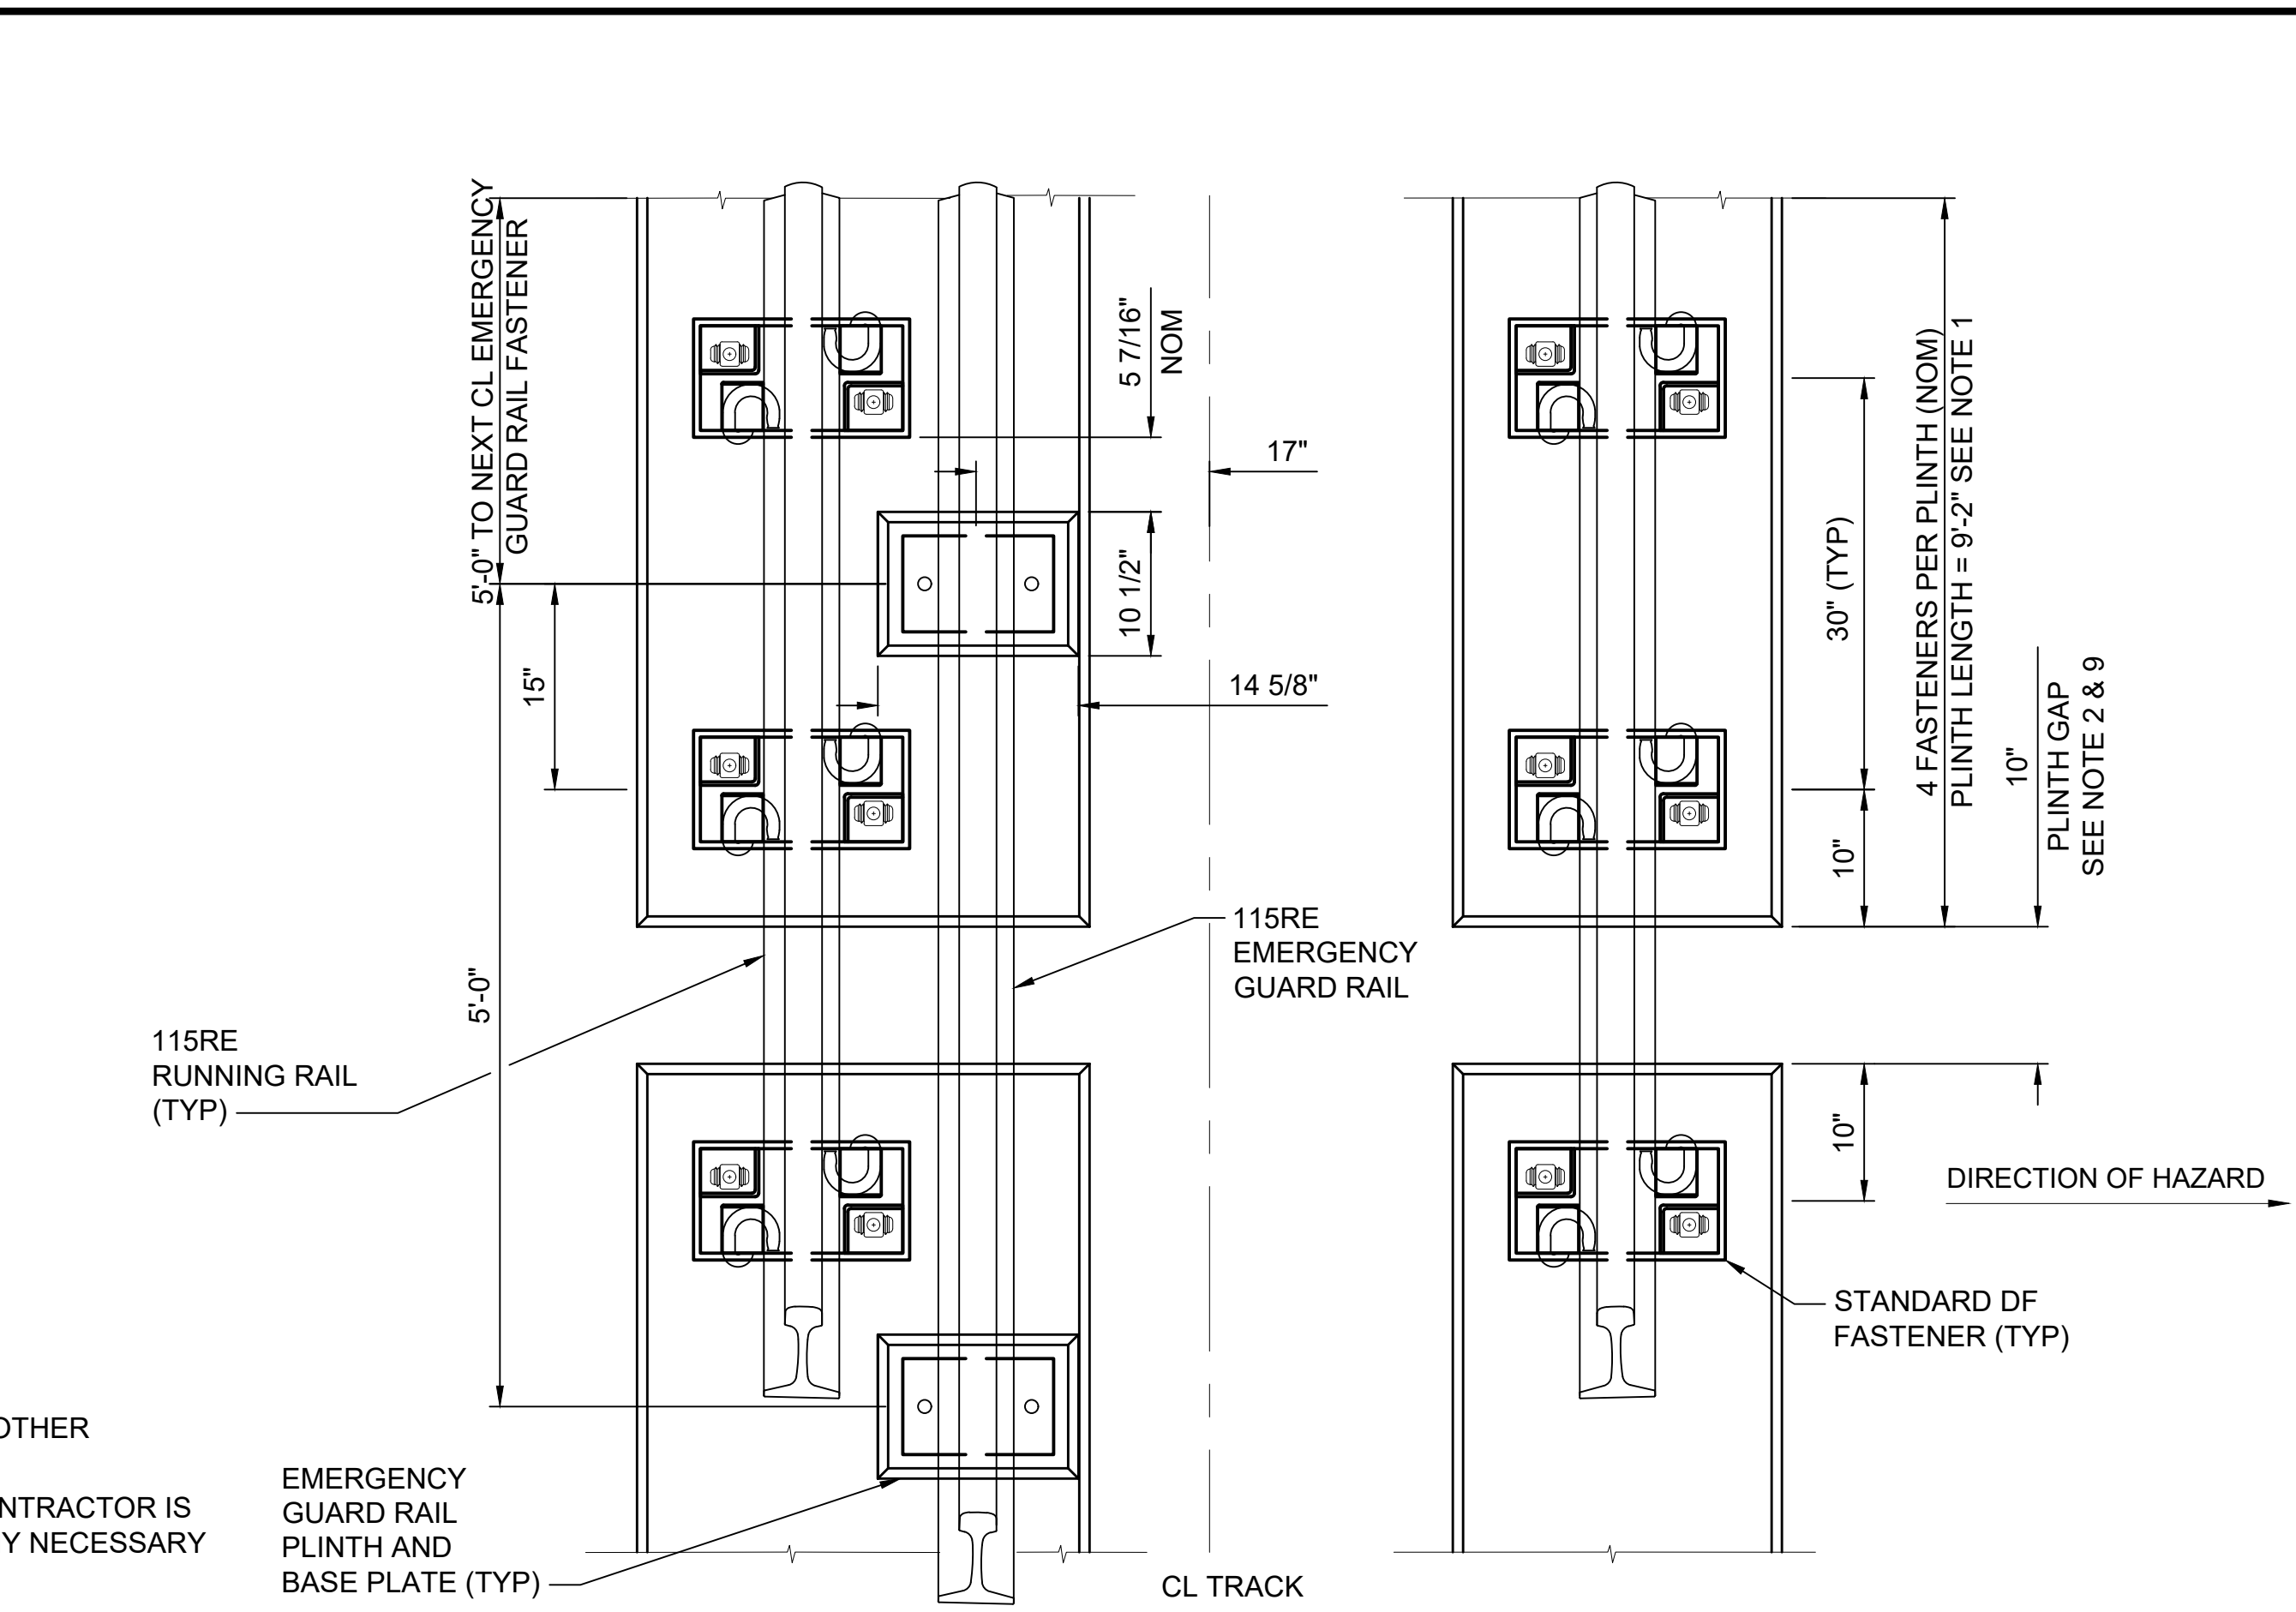 5'-0" TO NEXT CL EMERGENCY
GUARD RAIL FASTENER
5 7/16"
NOM
17"
10 1/2"
14 5/8"
15"
5'-0"
30" (TYP)
10"
4 FASTENERS PER PLINTH (NOM)
PLINTH LENGTH = 9'-2" SEE NOTE 1
10"
PLINTH GAP
SEE NOTE 2 & 9
115RE
EMERGENCY
GUARD RAIL
115RE
RUNNING RAIL
(TYP)
10"
DIRECTION OF HAZARD
STANDARD DF
FASTENER (TYP)
OTHER
NTRACTOR IS
Y NECESSARY
EMERGENCY
GUARD RAIL
PLINTH AND
BASE PLATE (TYP)
CL TRACK